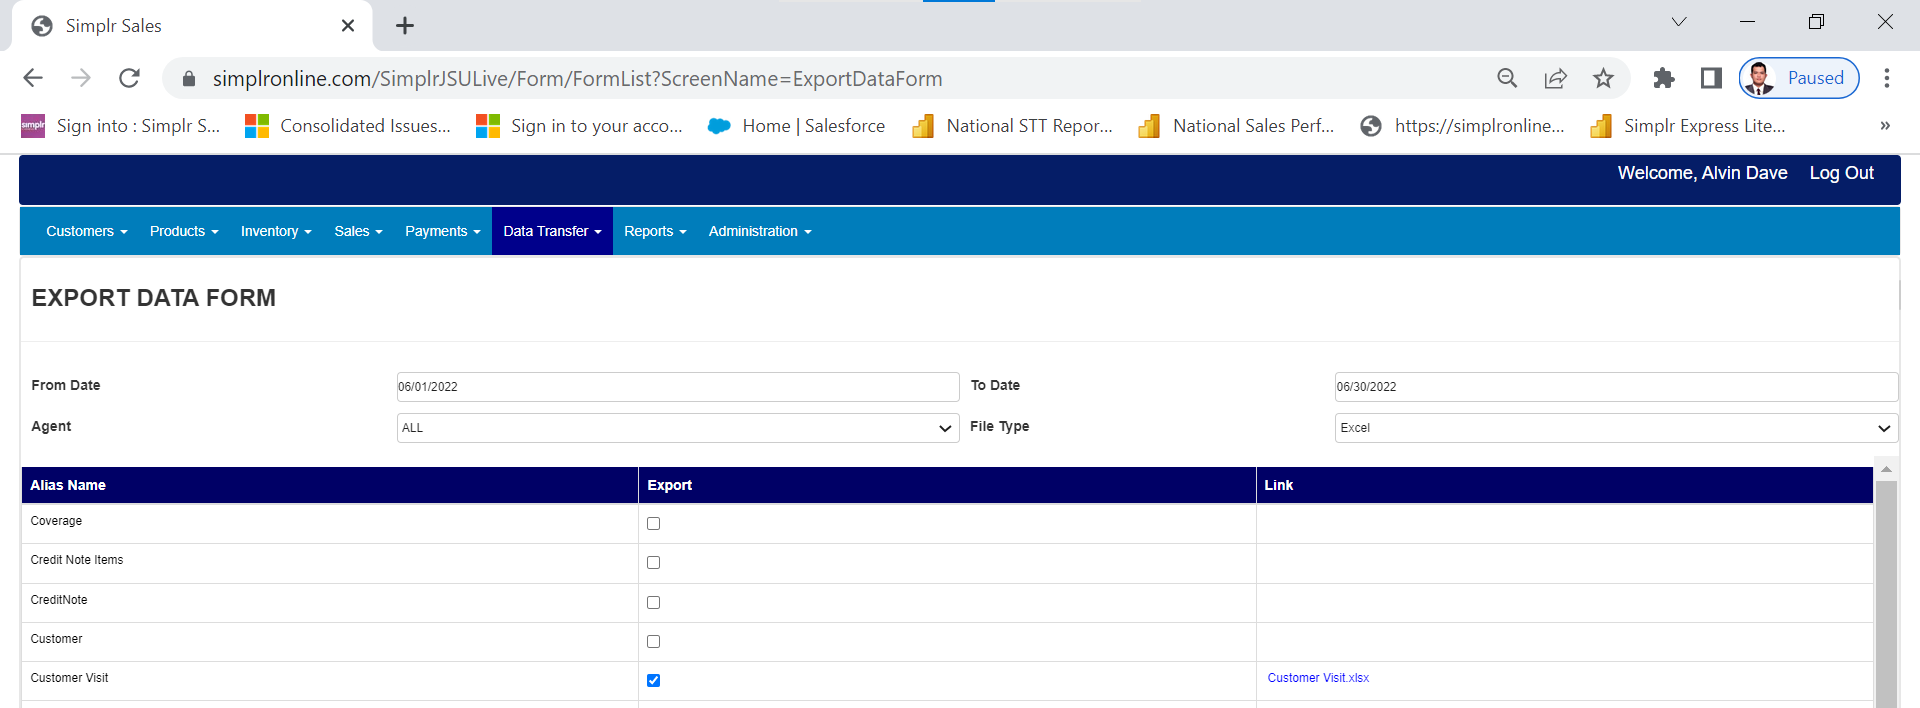 Simplr Sales
simplronline.com/SimplrJSULive/Form/FormList?ScreenName=ExportDataForm
Paused
simplr Sign into : Simplr S... Consolidated Issues... Sign in to your acco... Home | Salesforce National STT Repor... National Sales Perf... https://simplronline... Simplr Express Lite... »
Welcome, Alvin Dave Log Out
Customers Products Inventory Sales Payments Data Transfer Reports Administration
EXPORT DATA FORM
From Date 06/01/2022 To Date 06/30/2022
Agent ALL File Type Excel
Alias Name Export Link
Coverage
Credit Note Items
CreditNote
Customer
Customer Visit Customer Visit.xlsx